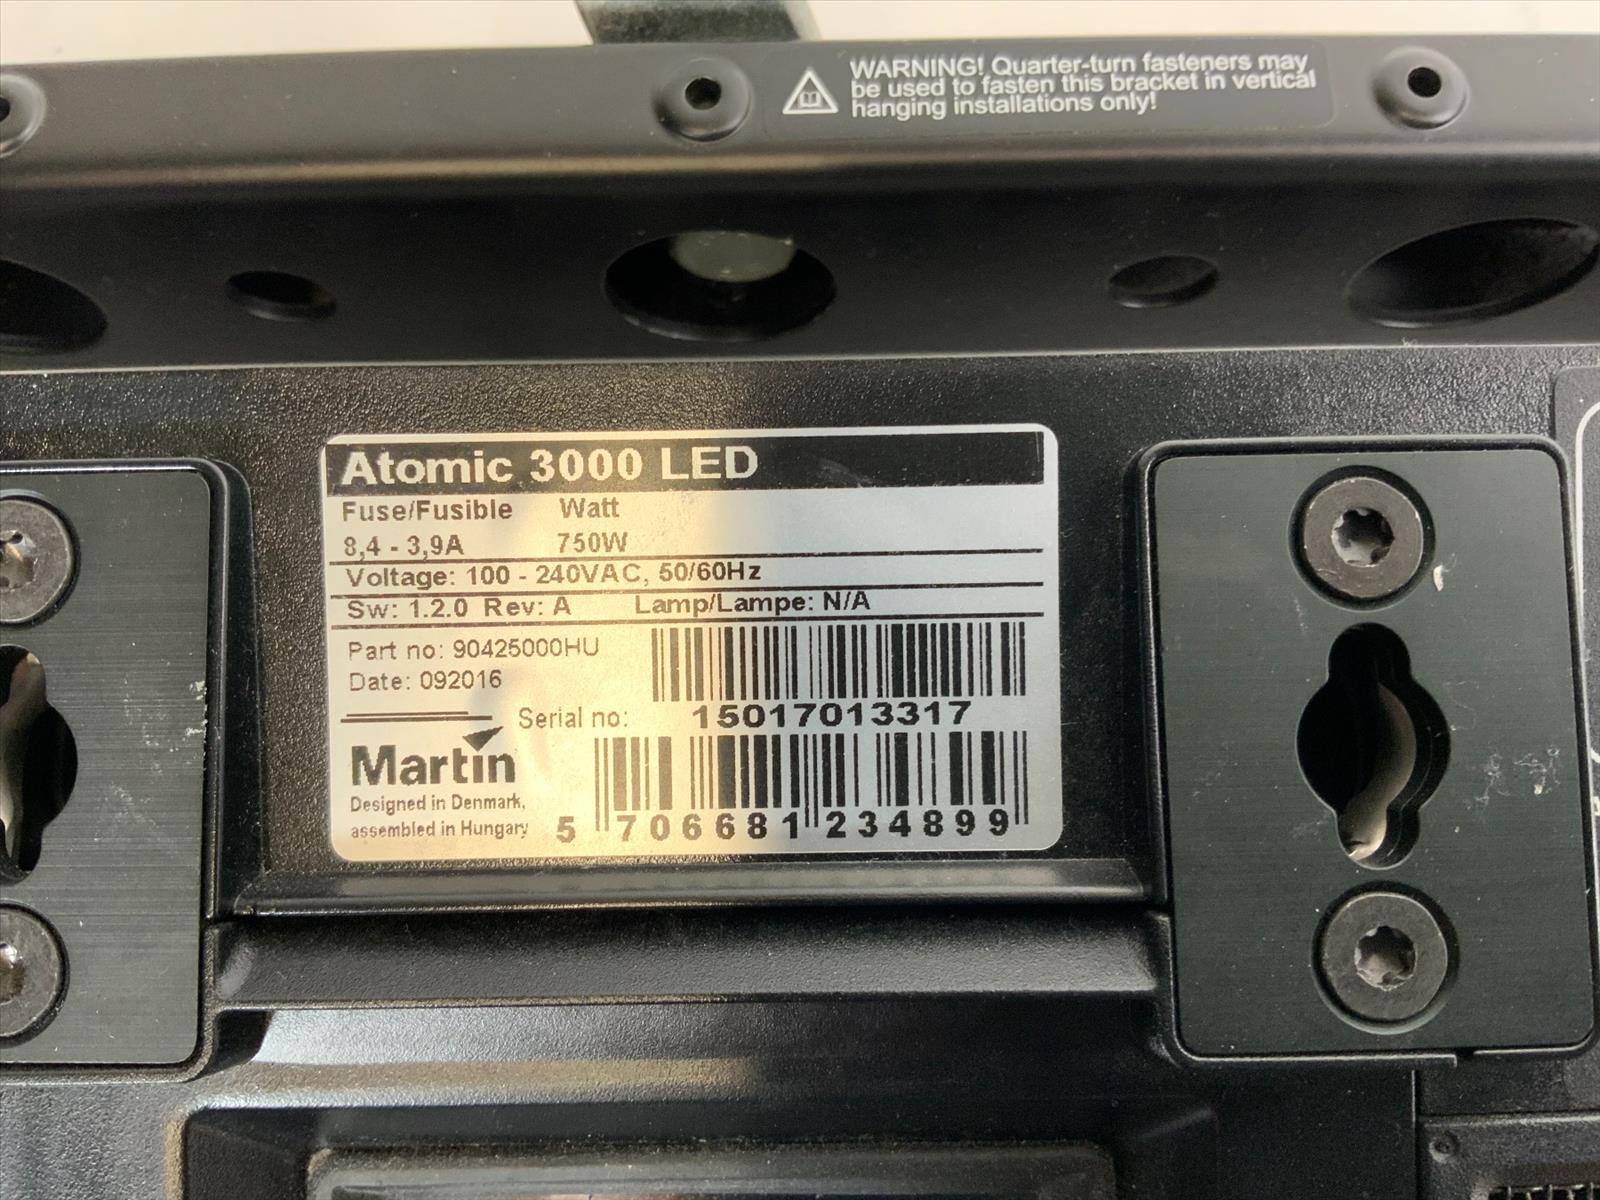 WARNING! Quarter-turn fasteners may
be used to fasten this bracket in vertical
hanging installations only!
Atomic 3000 LED
Fuse/Fusible Watt
8,4 - 3,9A 750W
Voltage: 100 - 240VAC, 50/60Hz
Sw: 1.2.0 Rev: A Lamp/Lampe: N/A
Part no: 90425000HU
Date: 092016
Serial no: 15017013317
Martin
Designed in Denmark,
assembled in Hungary
5 706681 234899